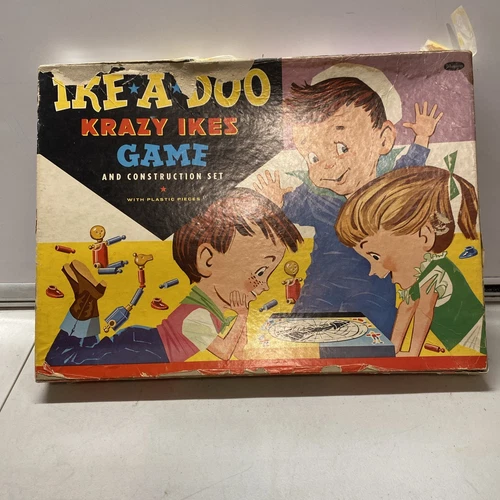 IKE★A★DOO
KRAZY IKES
GAME
AND CONSTRUCTION SET
WITH PLASTIC PIECES